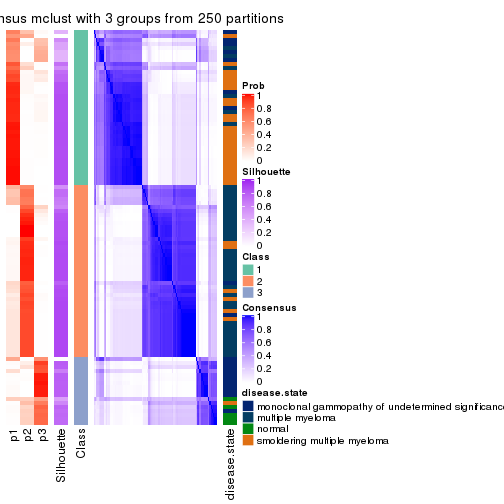 nsus mclust with 3 groups from 250 partitions
Prob
1
0.8
0.6
0.4
0.2
0
Silhouette
1
0.8
0.6
0.4
0.2
0
Class
1
2
3
Consensus
1
0.8
0.6
0.4
0.2
0
disease.state
monoclonal gammopathy of undetermined significance
multiple myeloma
normal
smoldering multiple myeloma
p1
p2
p3
Silhouette
Class
disease.state